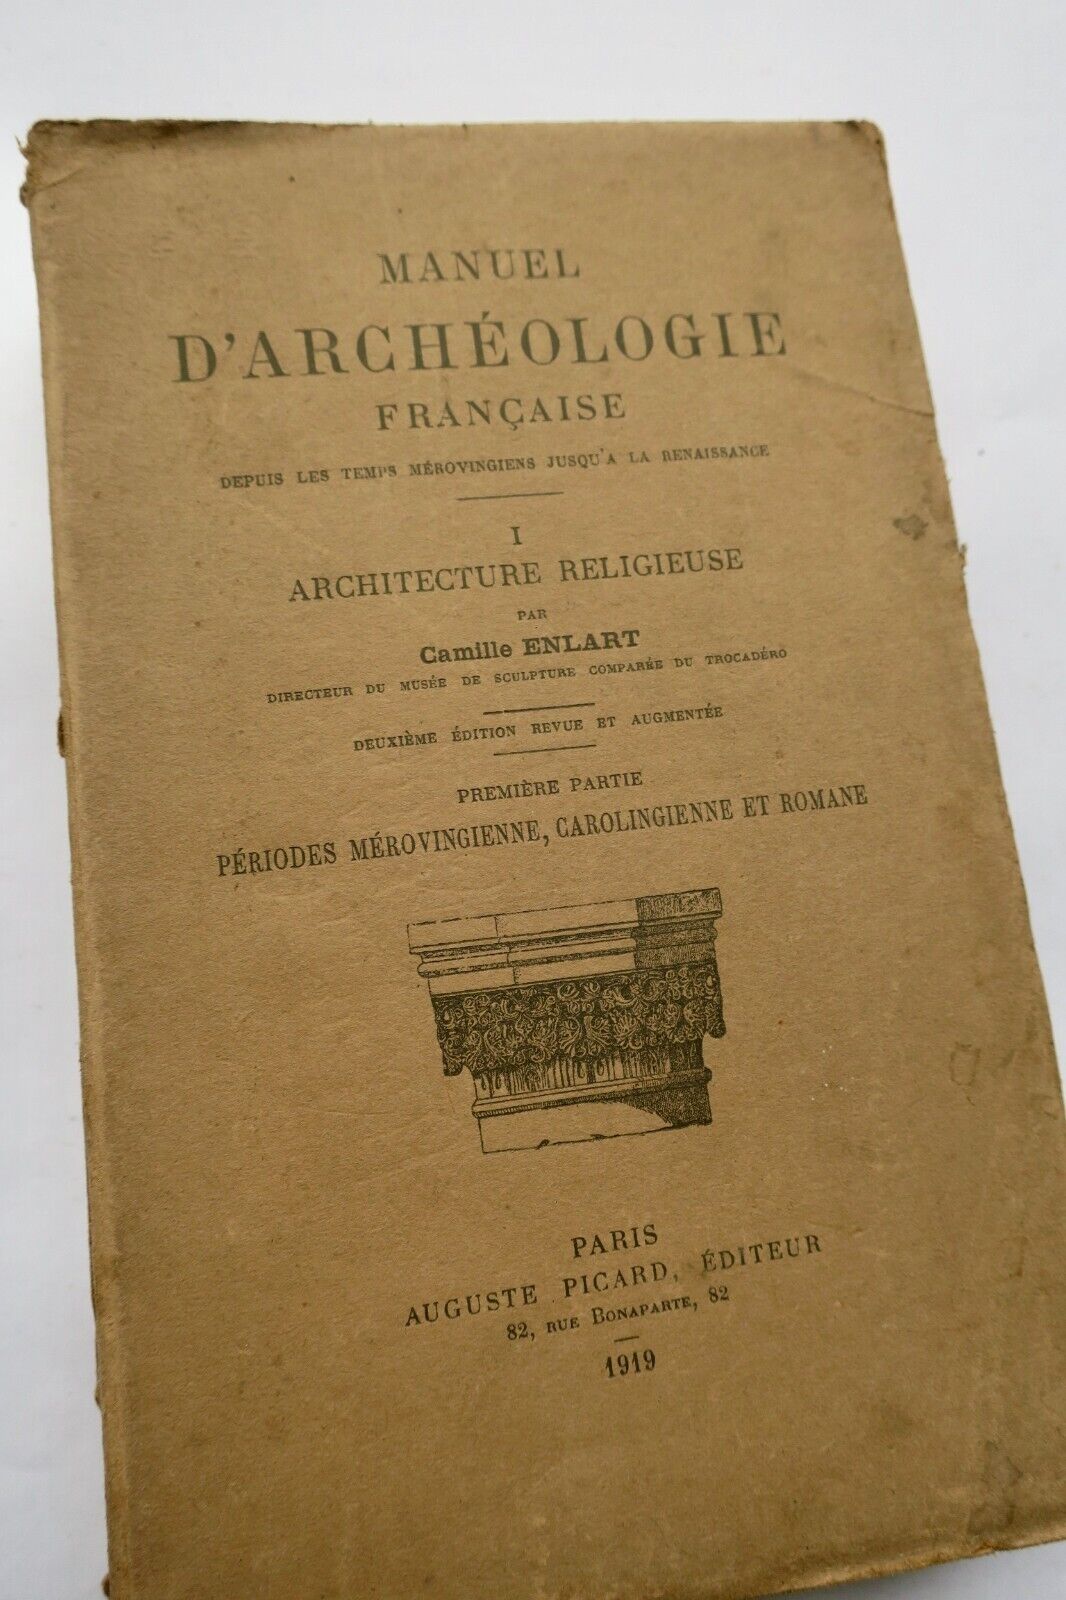 MANUEL
D'ARCHÉOLOGIE
FRANÇAISE
DEPUIS LES TEMPS MÉROVINGIENS JUSQU'A LA RENAISSANCE
I
ARCHITECTURE RELIGIEUSE
PAR
Camille ENLART
DIRECTEUR DU MUSÉE DE SCULPTURE COMPARÉE DU TROCADÉRO
DEUXIÈME ÉDITION REVUE ET AUGMENTÉE
PREMIÈRE PARTIE
PÉRIODES MÉROVINGIENNE, CAROLINGIENNE ET ROMANE
PARIS
AUGUSTE PICARD, ÉDITEUR
82, RUE BONAPARTE, 82
1919